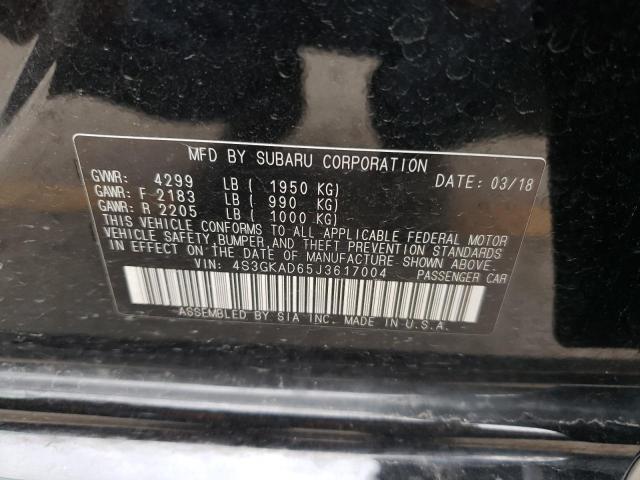 MFD BY SUBARU CORPORATION
GVWR: 4299 LB ( 1950 KG) DATE: 03/18
GAWR: F 2183 LB ( 990 KG)
GAWR: R 2205 LB ( 1000 KG)
THIS VEHICLE CONFORMS TO ALL APPLICABLE FEDERAL MOTOR
VEHICLE SAFETY, BUMPER, AND THEFT PREVENTION STANDARDS
IN EFFECT ON THE DATE OF MANUFACTURE SHOWN ABOVE.
VIN: 4S3GKAD65J3617004 PASSENGER CAR
ASSEMBLED BY SIA INC. MADE IN U.S.A.